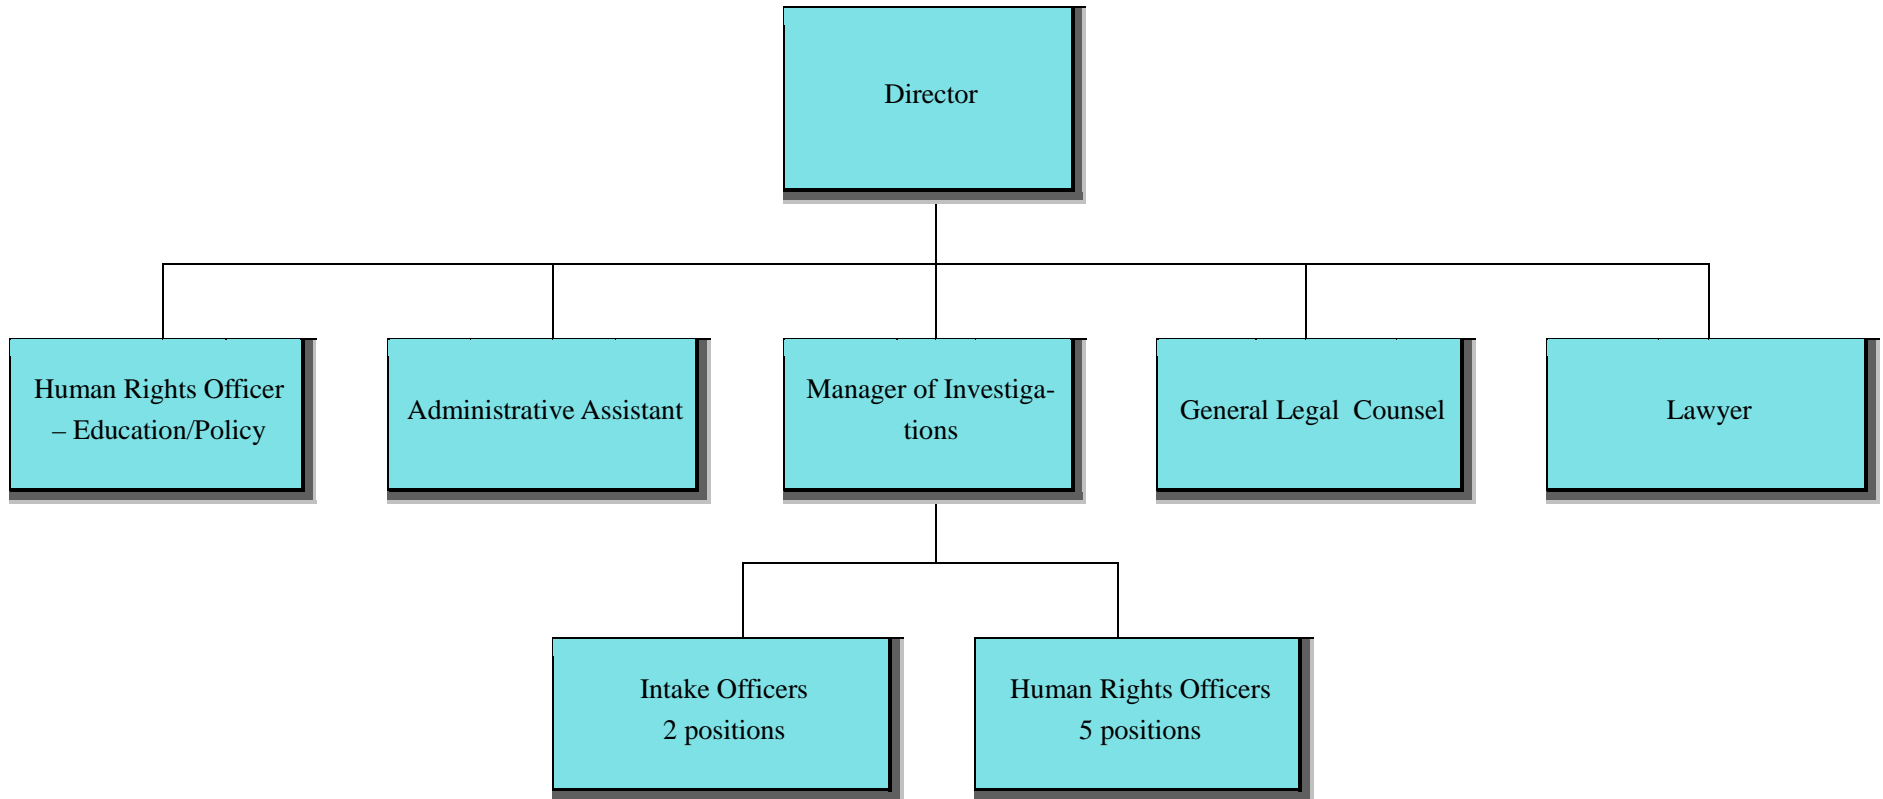 Director
Human Rights Officer
– Education/Policy
Administrative Assistant
Manager of Investiga-
tions
General Legal  Counsel
Lawyer
Intake Officers
2 positions
Human Rights Officers
5 positions